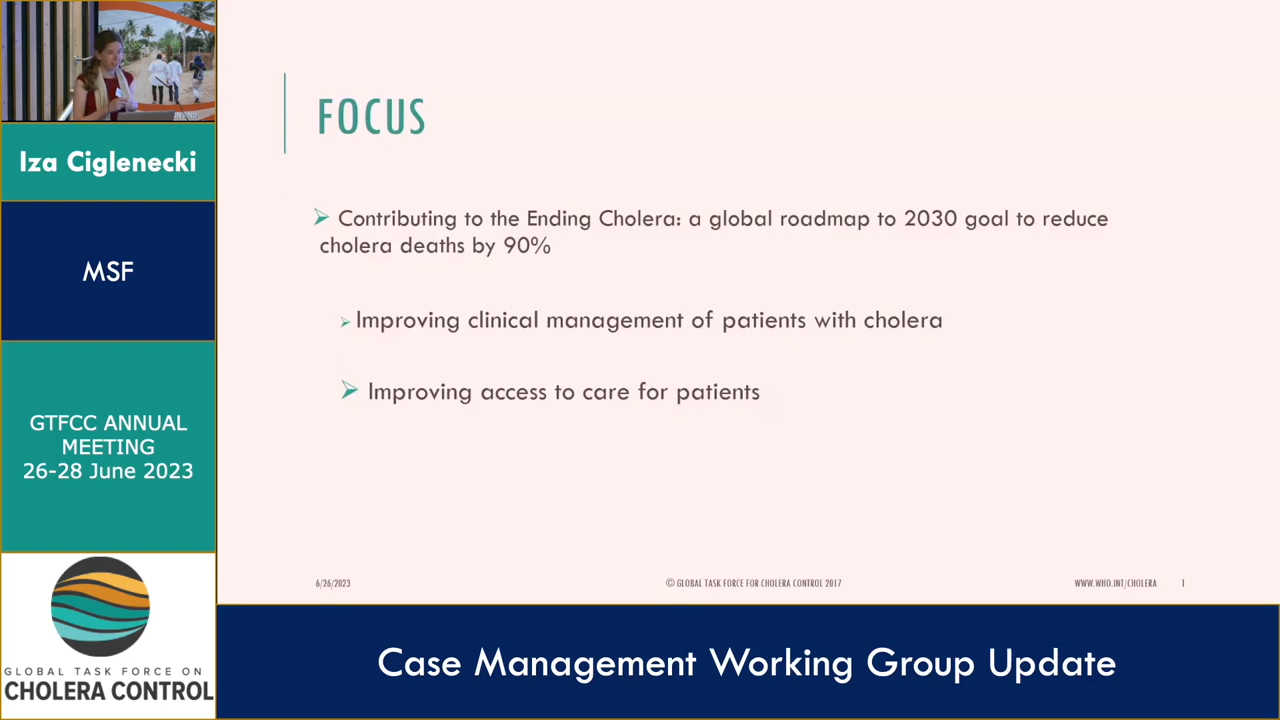 Iza Ciglenecki
MSF
GTFCC ANNUAL
MEETING
26-28 June 2023
GLOBAL TASK FORCE ON
CHOLERA CONTROL
FOCUS
➢ Contributing to the Ending Cholera: a global roadmap to 2030 goal to reduce
cholera deaths by 90%
➢ Improving clinical management of patients with cholera
➢ Improving access to care for patients
6/26/2023
© GLOBAL TASK FORCE FOR CHOLERA CONTROL 2017
WWW.WHO.INT/CHOLERA
1
Case Management Working Group Update